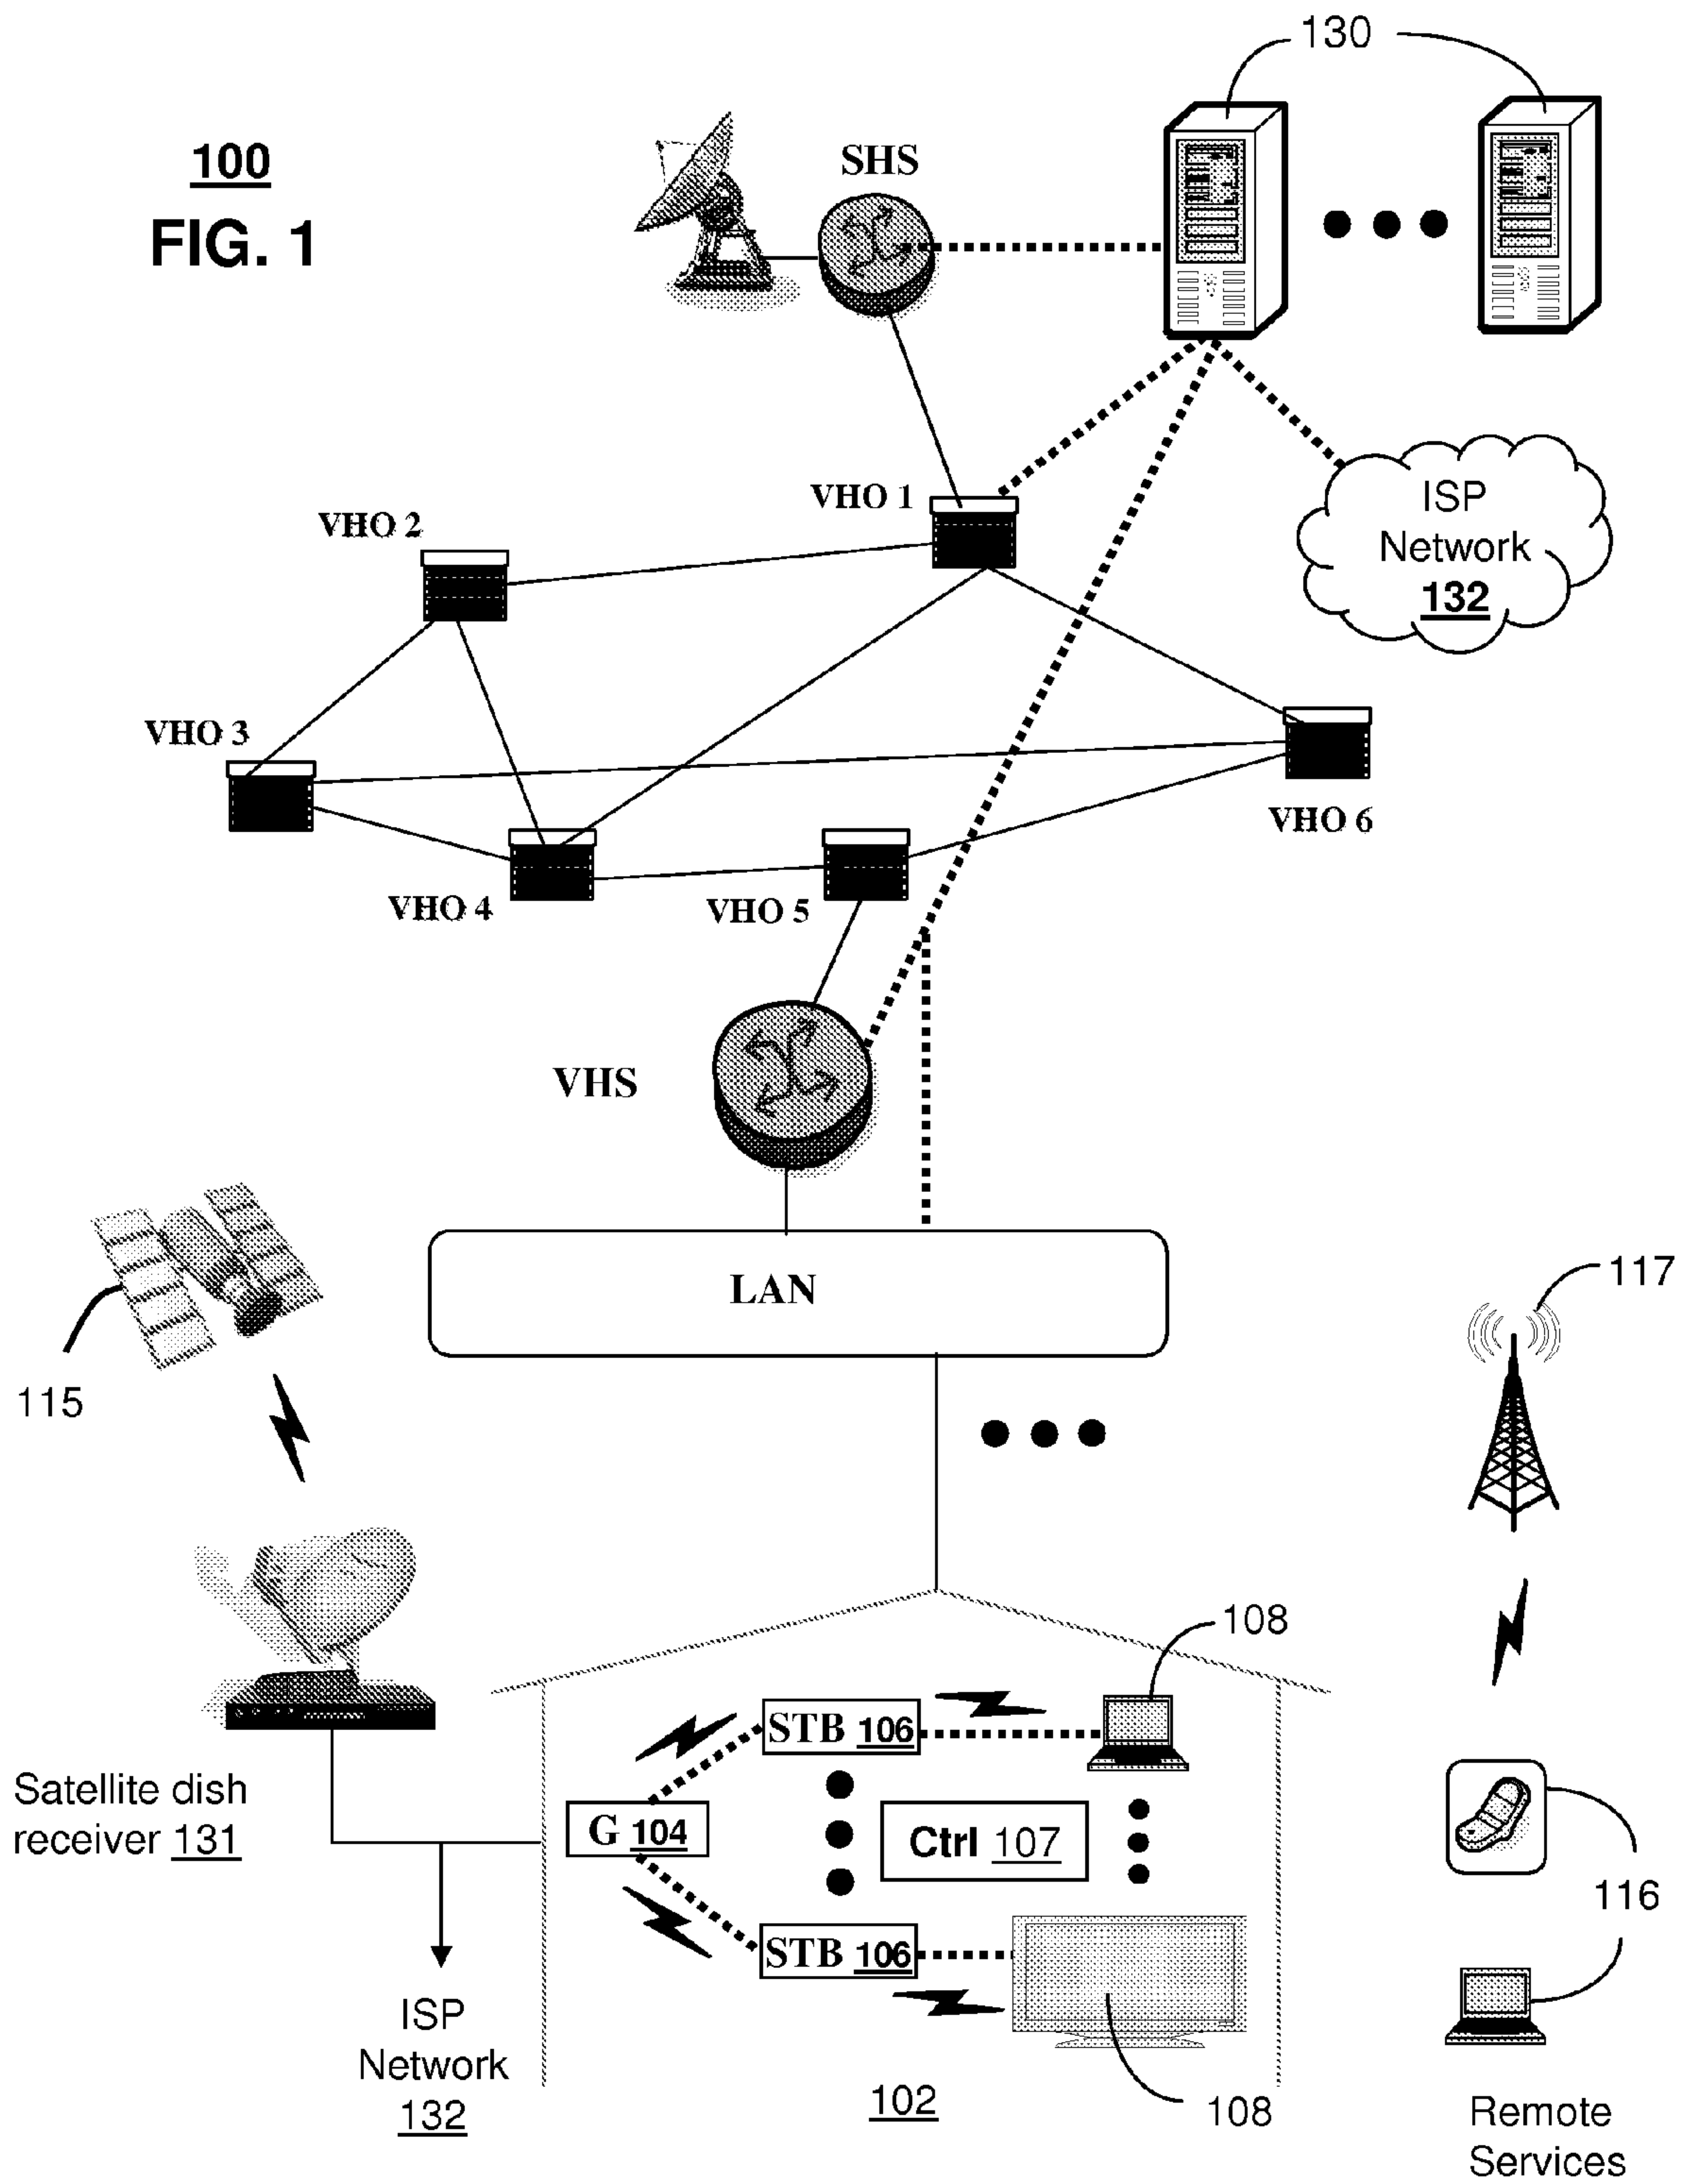 130
100
FIG. 1
SHS
VHO 1
ISP
Network
132
VHO 2
VHO 3
VHO 6
VHO 4
VHO 5
VHS
LAN
117
115
108
STB 106
Satellite dish
receiver 131
G 104
Ctrl 107
116
STB 106
ISP
Network
132
102
108
Remote
Services